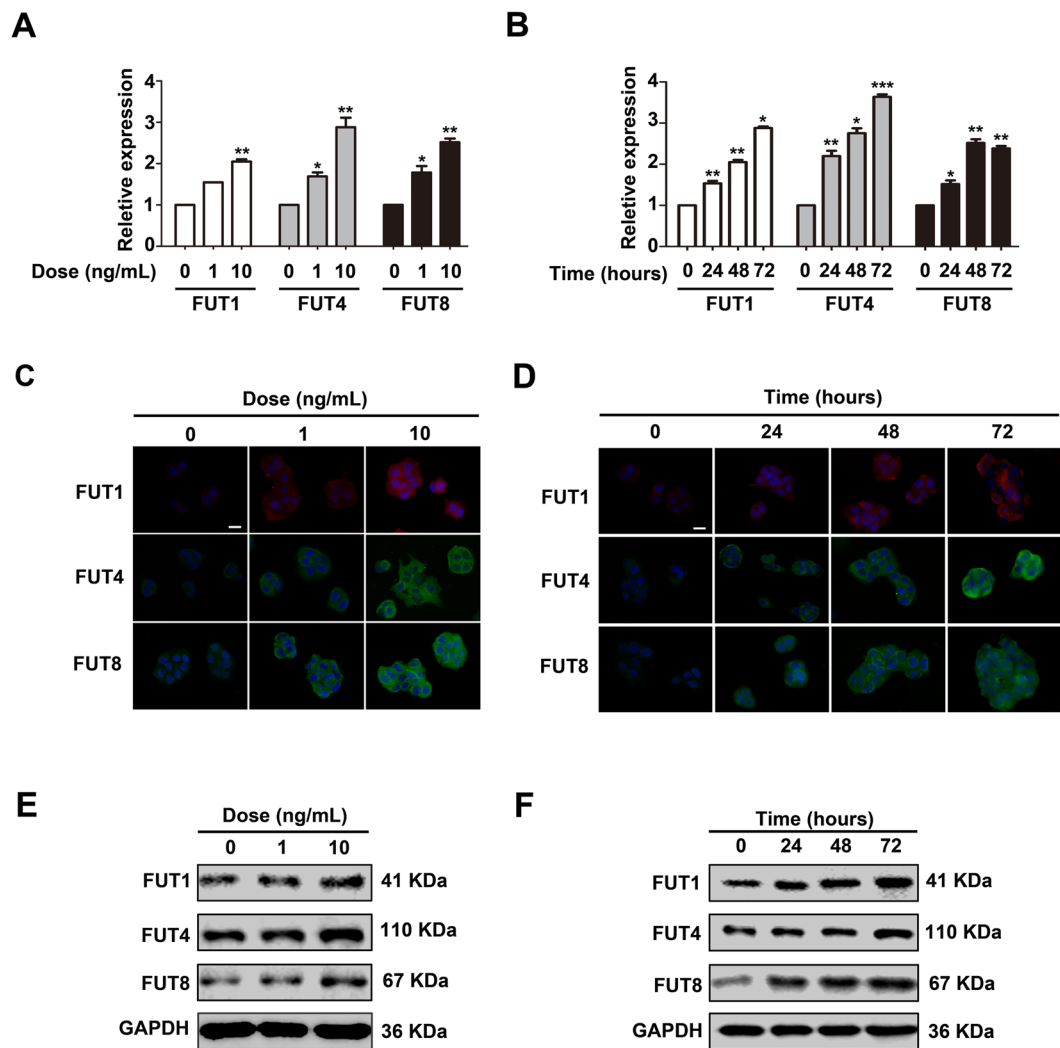 A
Reletive expression
4
3
2
1
0
** * ** * **
Dose (ng/mL) 0 1 10 0 1 10 0 1 10
FUT1 FUT4 FUT8
B
Reletive expression
4
3
2
1
0
** ** * ** * *** * ** **
Time (hours) 0 24 48 72 0 24 48 72 0 24 48 72
FUT1 FUT4 FUT8
C
Dose (ng/mL)
0 1 10
FUT1
FUT4
FUT8
D
Time (hours)
0 24 48 72
FUT1
FUT4
FUT8
E
Dose (ng/mL)
0 1 10
FUT1 41 KDa
FUT4 110 KDa
FUT8 67 KDa
GAPDH 36 KDa
F
Time (hours)
0 24 48 72
FUT1 41 KDa
FUT4 110 KDa
FUT8 67 KDa
GAPDH 36 KDa